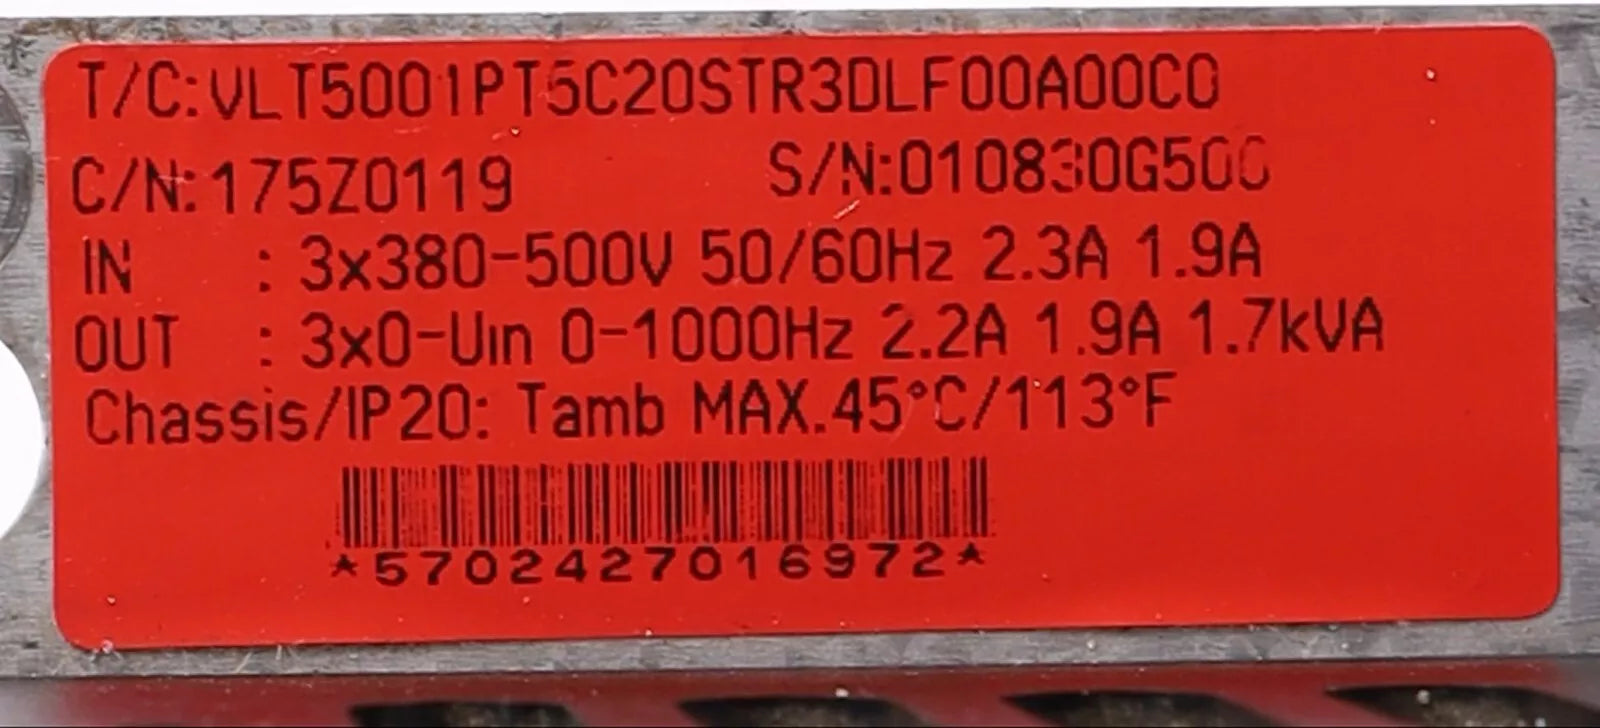 T/C:VLT5001PT5C20STR3DLF00A00C0
C/N:175Z0119 S/N:010830G500
IN : 3x380-500V 50/60Hz 2.3A 1.9A
OUT : 3x0-Uin 0-1000Hz 2.2A 1.9A 1.7kVA
Chassis/IP20: Tamb MAX.45°C/113°F
*5702427016972*